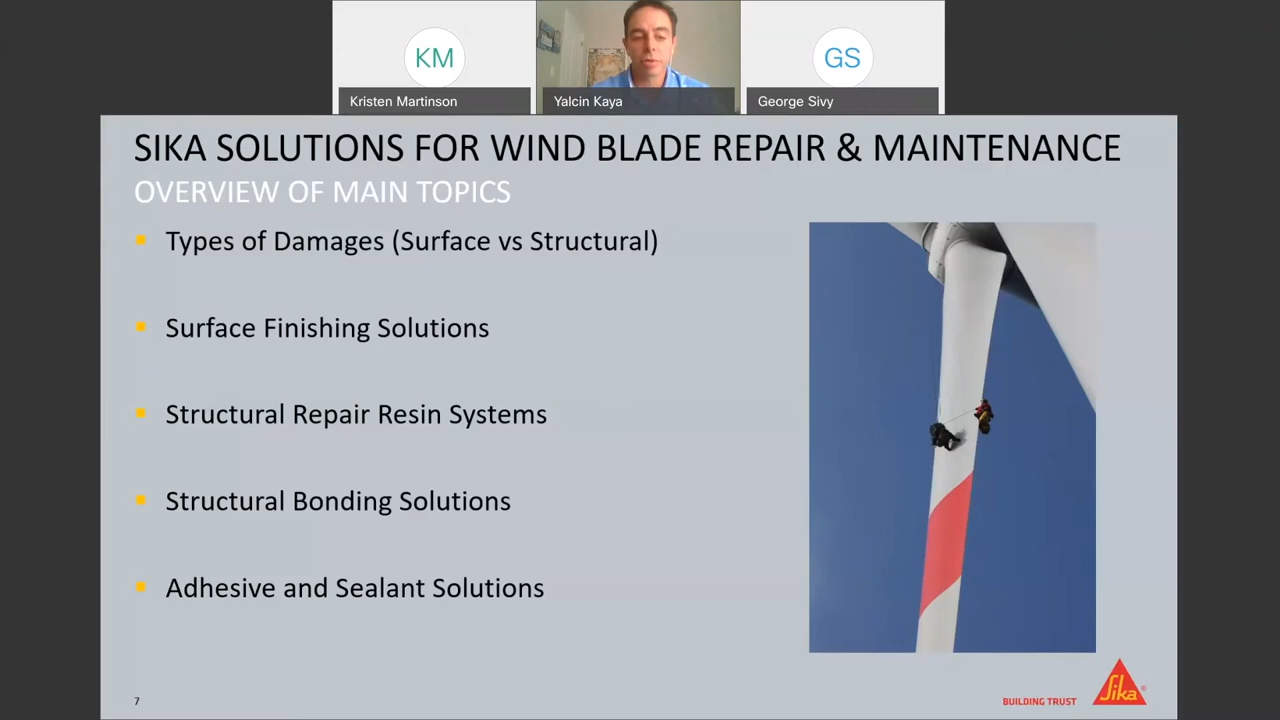 KM
GS
Kristen Martinson
Yalcin Kaya
George Sivy
SIKA SOLUTIONS FOR WIND BLADE REPAIR & MAINTENANCE
OVERVIEW OF MAIN TOPICS
Types of Damages (Surface vs Structural)
Surface Finishing Solutions
Structural Repair Resin Systems
Structural Bonding Solutions
Adhesive and Sealant Solutions
7
BUILDING TRUST
Sika®